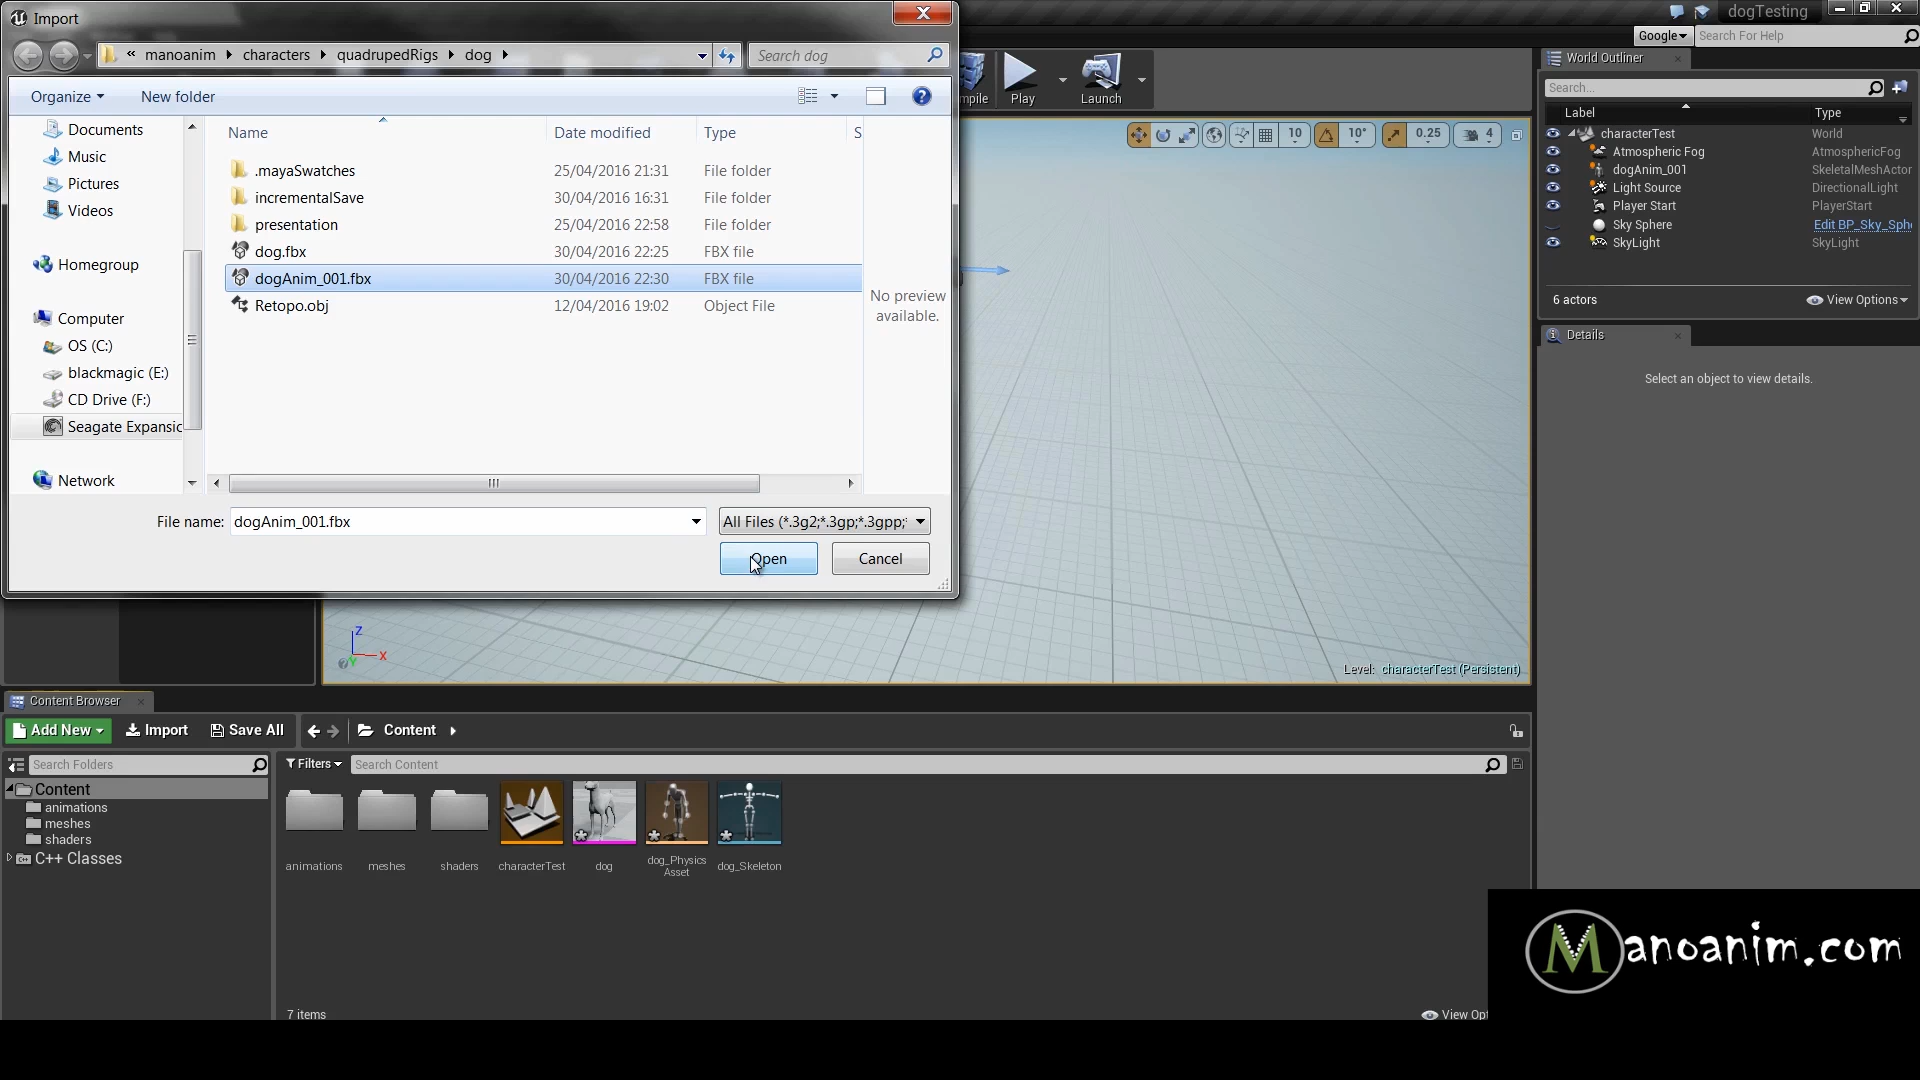 Import
dogTesting
« manoanim characters quadrupedRigs dog
Search dog
Google
Search For Help
Organize
New folder
Play
Launch
World Outliner
Search...
Documents
Music
Pictures
Videos
Homegroup
Computer
OS (C:)
blackmagic (E:)
CD Drive (F:)
Seagate Expansic
Network
Name Date modified Type S
.mayaSwatches 25/04/2016 21:31 File folder
incrementalSave 30/04/2016 16:31 File folder
presentation 25/04/2016 22:58 File folder
dog.fbx 30/04/2016 22:25 FBX file
dogAnim_001.fbx 30/04/2016 22:30 FBX file
Retopo.obj 12/04/2016 19:02 Object File
No preview
available.
File name: dogAnim_001.fbx
All Files (*.3g2;*.3gp;*.3gpp;*
Open
Cancel
10 10° 0.25 4
Label Type
characterTest World
Atmospheric Fog AtmosphericFog
dogAnim_001 SkeletalMeshActor
Light Source DirectionalLight
Player Start PlayerStart
Sky Sphere Edit BP_Sky_Sph
SkyLight SkyLight
6 actors
View Options
Details
Select an object to view details.
Z
X
Y
Level: characterTest (Persistent)
Content Browser
Add New Import Save All Content
Search Folders
Filters
Search Content
Content
animations
meshes
shaders
C++ Classes
animations
meshes
shaders
characterTest
dog
dog_Physics
Asset
dog_Skeleton
7 items
View Opt
Manoanim.com